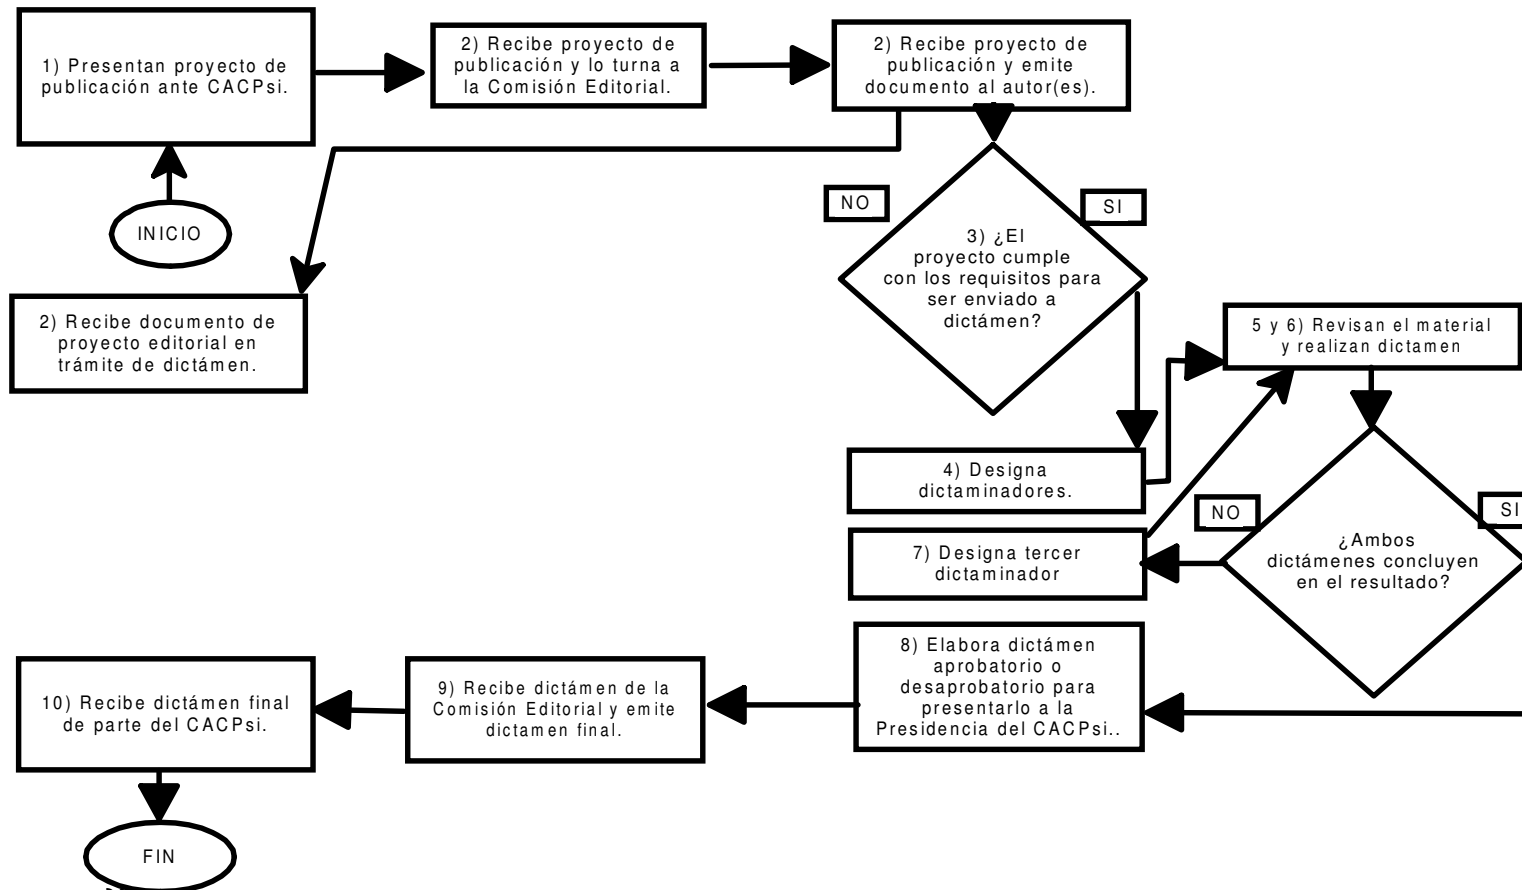 1) Presentan proyecto de
publicación ante CACPsi.
2) Recibe proyecto de
publicación y lo turna a
la Comisión Editorial.
2) Recibe proyecto de
publicación y emite
documento al autor(es).
INICIO
2) Recibe documento de
proyecto editorial en
trámite de dictámen.
NO
SI
3) ¿El
proyecto cumple
con los requisitos para
ser enviado a
dictámen?
5 y 6) Revisan el material
y realizan dictamen
4) Designa
dictaminadores.
7) Designa tercer
dictaminador
NO
SI
¿Ambos
dictámenes concluyen
en el resultado?
8) Elabora dictámen
aprobatorio o
desaprobatorio para
presentarlo a la
Presidencia del CACPsi..
9) Recibe dictámen de la
Comisión Editorial y emite
dictamen final.
10) Recibe dictámen final
de parte del CACPsi.
FIN